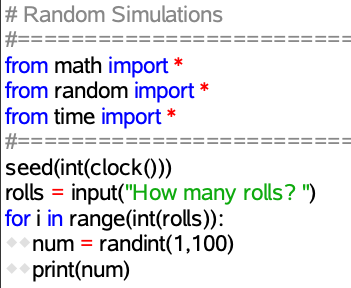 # Random Simulations
#=========================
from math import *
from random import *
from time import *
#=========================
seed(int(clock()))
rolls = input("How many rolls? ")
for i in range(int(rolls)):
◆◆num = randint(1,100)
◆◆print(num)